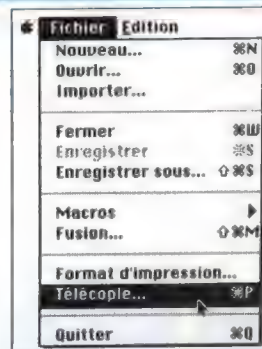 Fichier Edition
Nouveau... ⌘N
Ouvrir... ⌘O
Importer...
Fermer ⌘W
Enregistrer ⌘S
Enregistrer sous... ⇧⌘S
Macros
Fusion... ⇧⌘M
Format d'impression...
Télécopie... ⌘P
Quitter ⌘Q